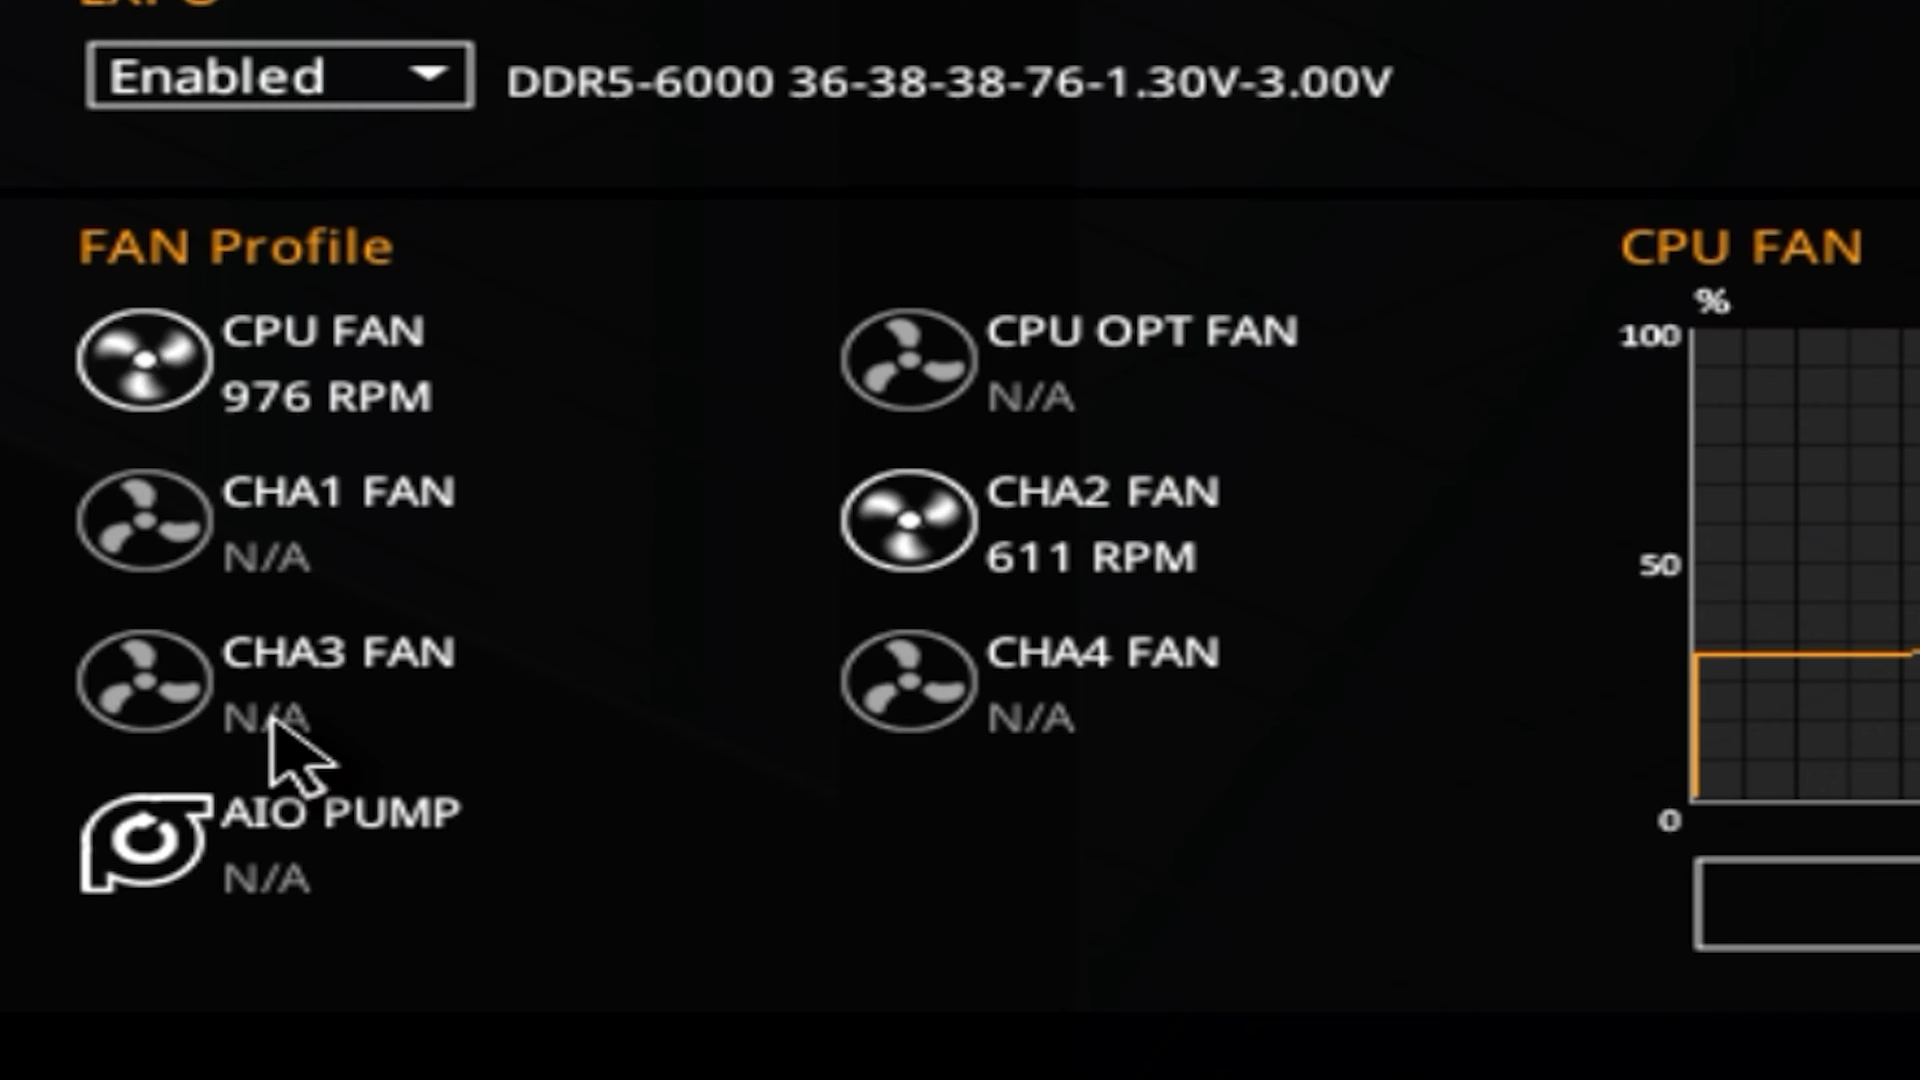 EXPO
Enabled DDR5-6000 36-38-38-76-1.30V-3.00V
FAN Profile
CPU FAN
976 RPM
CPU OPT FAN
N/A
CHA1 FAN
N/A
CHA2 FAN
611 RPM
CHA3 FAN
N/A
CHA4 FAN
N/A
AIO PUMP
N/A
CPU FAN
%
100
50
0